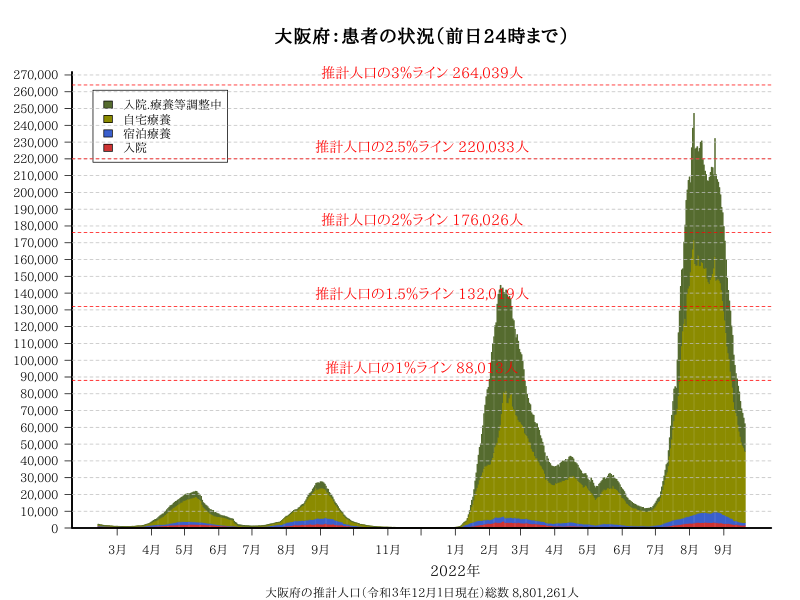 大阪府：患者の状況（前日24時まで）
270,000
260,000
250,000
240,000
230,000
220,000
210,000
200,000
190,000
180,000
170,000
160,000
150,000
140,000
130,000
120,000
110,000
100,000
90,000
80,000
70,000
60,000
50,000
40,000
30,000
20,000
10,000
0
推計人口の3%ライン 264,039人
入院,療養等調整中
自宅療養
宿泊療養
入院
推計人口の2.5%ライン 220,033人
推計人口の2%ライン 176,026人
推計人口の1.5%ライン 132,019人
推計人口の1%ライン 88,013人
3月 4月 5月 6月 7月 8月 9月 11月 1月 2月 3月 4月 5月 6月 7月 8月 9月
2022年
大阪府の推計人口（令和3年12月1日現在）総数 8,801,261人